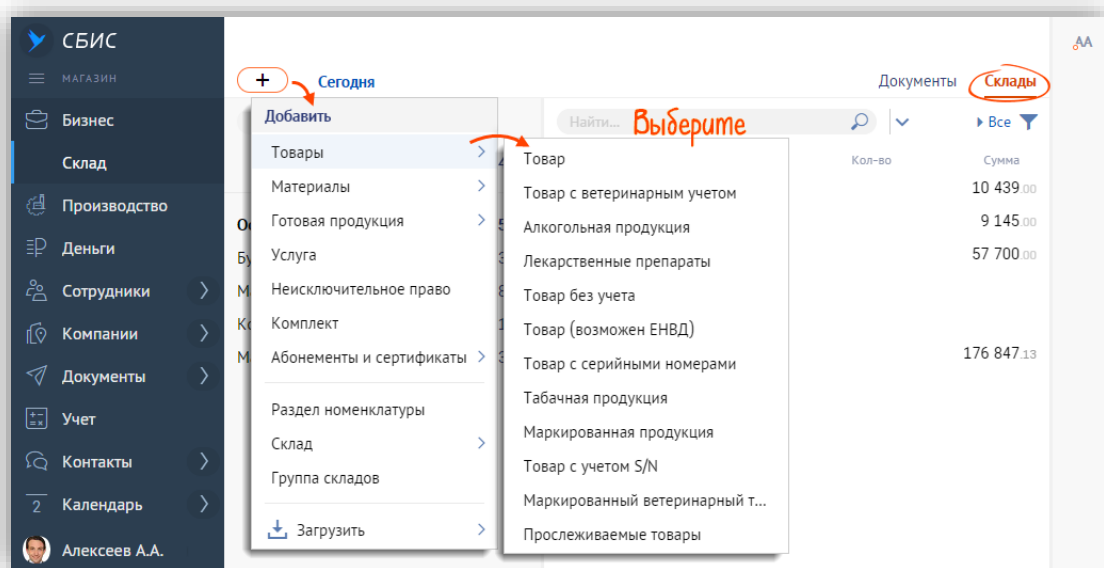 СБИС
МАГАЗИН
Бизнес
Склад
Производство
Деньги
Сотрудники
Компании
Документы
Учет
Контакты
2 Календарь
Алексеев А.А.
+ Сегодня
Документы Склады
Добавить
Товары
Материалы
Готовая продукция
Услуга
Неисключительное право
Комплект
Абонементы и сертификаты
Раздел номенклатуры
Склад
Группа складов
Загрузить
Найти... Выберите
Все
Товар
Товар с ветеринарным учетом
Алкогольная продукция
Лекарственные препараты
Товар без учета
Товар (возможен ЕНВД)
Товар с серийными номерами
Табачная продукция
Маркированная продукция
Товар с учетом S/N
Маркированный ветеринарный т...
Прослеживаемые товары
Кол-во Сумма
10 439.00
9 145.00
57 700.00
176 847.13
АА